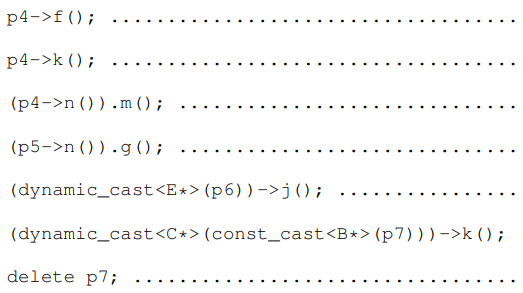 p4->f(); ....................................
p4->k(); ....................................
(p4->n()).m(); ..............................
(p5->n()).g(); ..............................
(dynamic_cast<E*>(p6))->j(); ................
(dynamic_cast<C*>(const_cast<B*>(p7)))->k();
delete p7; ..................................